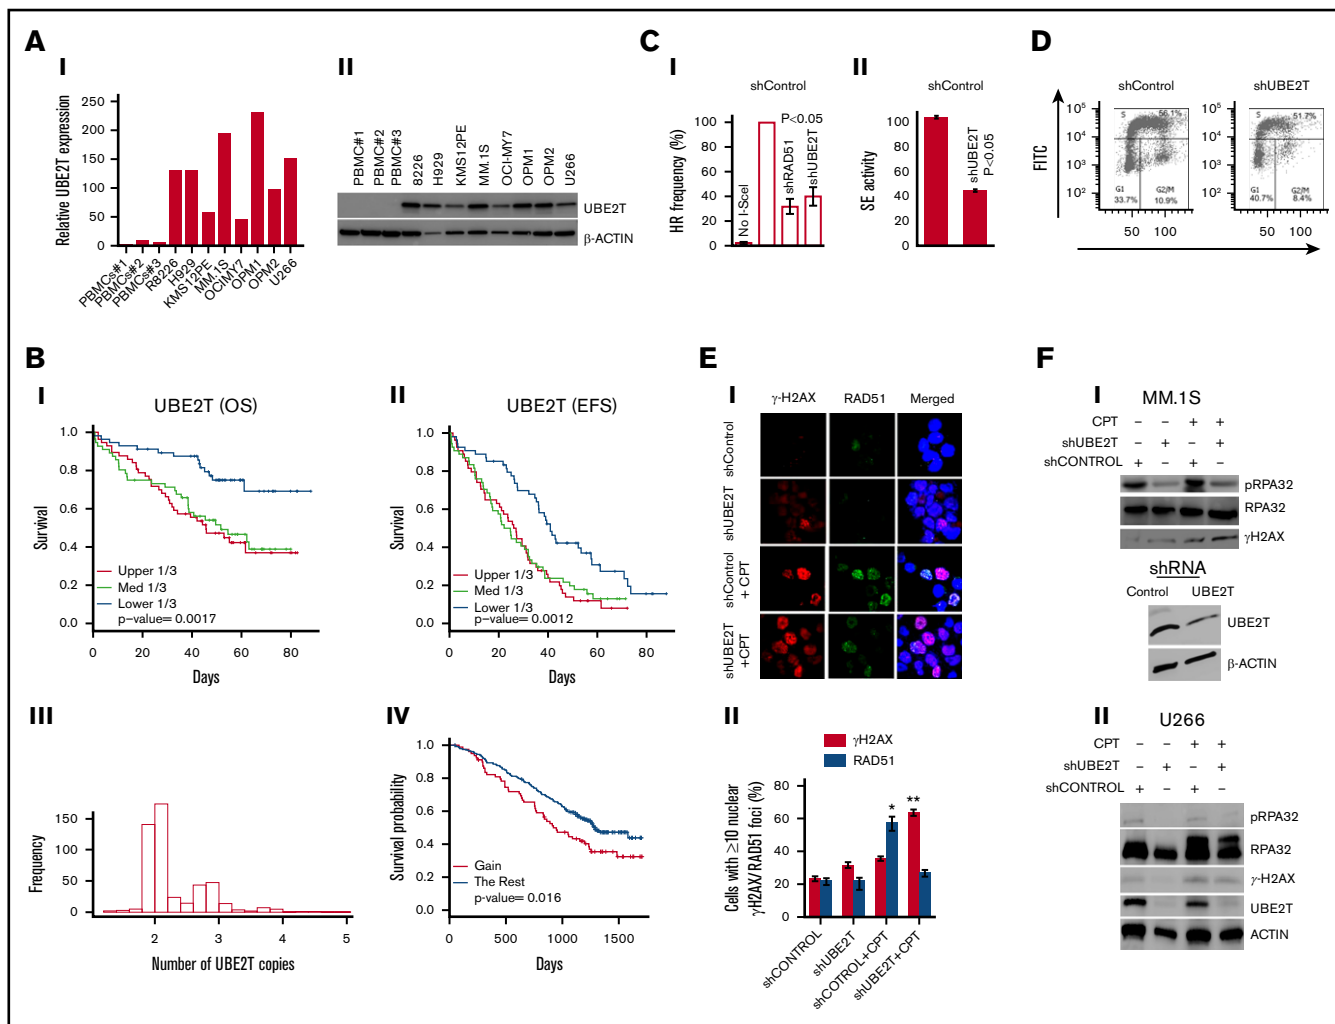 A
I
Relative UBE2T expression
250
200
150
100
50
0
PBMCs#1
PBMCs#2
PBMCs#3
R8226
H929
KMS12PE
MM.1S
OCIMY7
OPM1
OPM2
U266
II
PBMC#1
PBMC#2
PBMC#3
8226
H929
KMS12PE
MM.1S
OCI-MY7
OPM1
OPM2
U266
UBE2T
β-ACTIN
C
I
shControl
HR frequency (%)
100
80
60
40
20
0
No I-SceI
P<0.05
shRAD51
shUBE2T
II
shControl
SE activity
100
80
60
40
20
0
shUBE2T
P<0.05
D
shControl
shUBE2T
FITC
10⁵
10⁴
10³
10²
S
56.1%
G1
33.7%
G2/M
10.9%
50
100
10⁵
10⁴
10³
10²
S
51.7%
G1
40.7%
G2/M
8.4%
50
100
B
I
UBE2T (OS)
Survival
1.0
0.8
0.6
0.4
0.2
0.0
Upper 1/3
Med 1/3
Lower 1/3
p-value= 0.0017
0
20
40
60
80
Days
II
UBE2T (EFS)
Survival
1.0
0.8
0.6
0.4
0.2
0.0
Upper 1/3
Med 1/3
Lower 1/3
p-value= 0.0012
0
20
40
60
80
Days
III
Frequency
150
100
50
0
2
3
4
5
Number of UBE2T copies
IV
Survival probability
1.0
0.8
0.6
0.4
0.2
0.0
Gain
The Rest
p-value= 0.016
0
500
1000
1500
Days
E
I
γ-H2AX
RAD51
Merged
shControl
shUBE2T
shControl
+ CPT
shUBE2T
+CPT
II
γH2AX
RAD51
Cells with ≥10 nuclear
γH2AX/RAD51 foci (%)
80
60
40
20
0
*
**
shCONTROL
shUBE2T
shCOTROL+CPT
shUBE2T+CPT
F
I
MM.1S
CPT – – + +
shUBE2T – + – +
shCONTROL + – + –
pRPA32
RPA32
γH2AX
shRNA
Control UBE2T
UBE2T
β-ACTIN
II
U266
CPT – – + +
shUBE2T – + – +
shCONTROL + – + –
pRPA32
RPA32
γ-H2AX
UBE2T
ACTIN